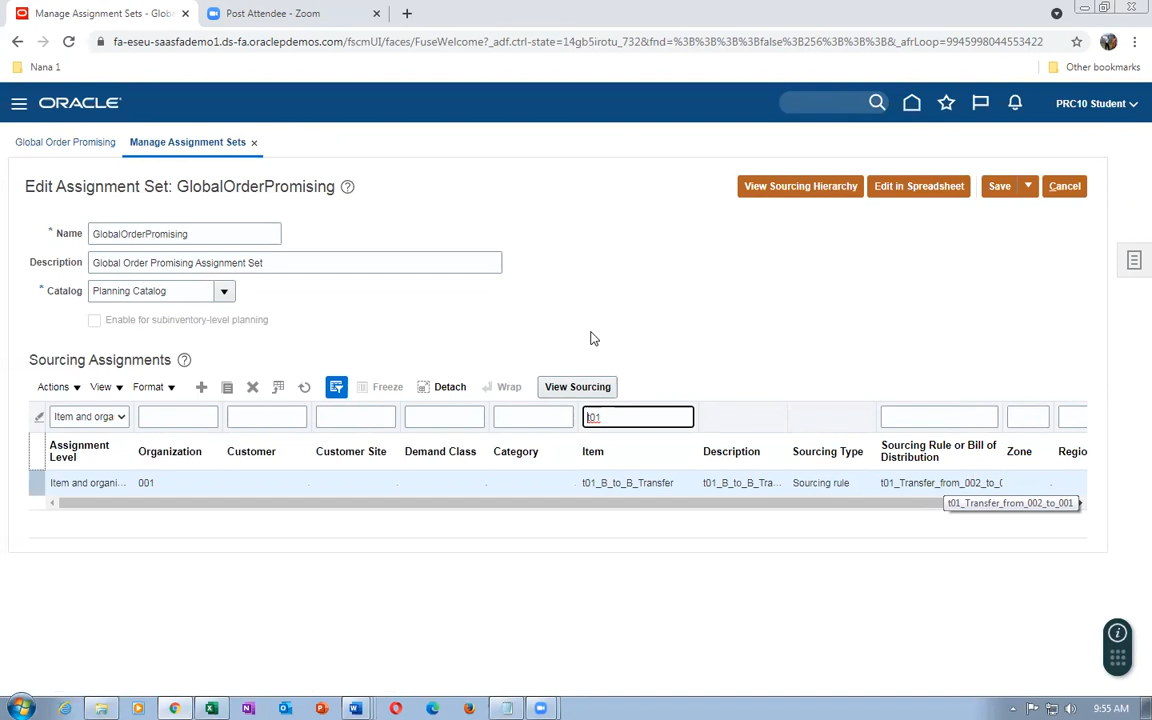 Manage Assignment Sets - Glob
Post Attendee - Zoom
fa-eseu-saasfademo1.ds-fa.oraclepdemos.com/fscmUI/faces/FuseWelcome?_adf.ctrl-state=14gb5irotu_732&fnd=%3B%3B%3B%3Bfalse%3B256%3B%3B%3B&_afrLoop=9945998044553422
Nana 1
Other bookmarks
ORACLE
PRC10 Student
Global Order Promising
Manage Assignment Sets
Edit Assignment Set: GlobalOrderPromising
View Sourcing Hierarchy
Edit in Spreadsheet
Save
Cancel
* Name GlobalOrderPromising
Description Global Order Promising Assignment Set
* Catalog Planning Catalog
Enable for subinventory-level planning
Sourcing Assignments
Actions View Format Freeze Detach Wrap View Sourcing
Item and orga t01
Assignment Level Organization Customer Customer Site Demand Class Category Item Description Sourcing Type Sourcing Rule or Bill of Distribution Zone Regio
Item and organi... 001 t01_B_to_B_Transfer t01_B_to_B_Tra... Sourcing rule t01_Transfer_from_002_to_0
t01_Transfer_from_002_to_001
9:55 AM